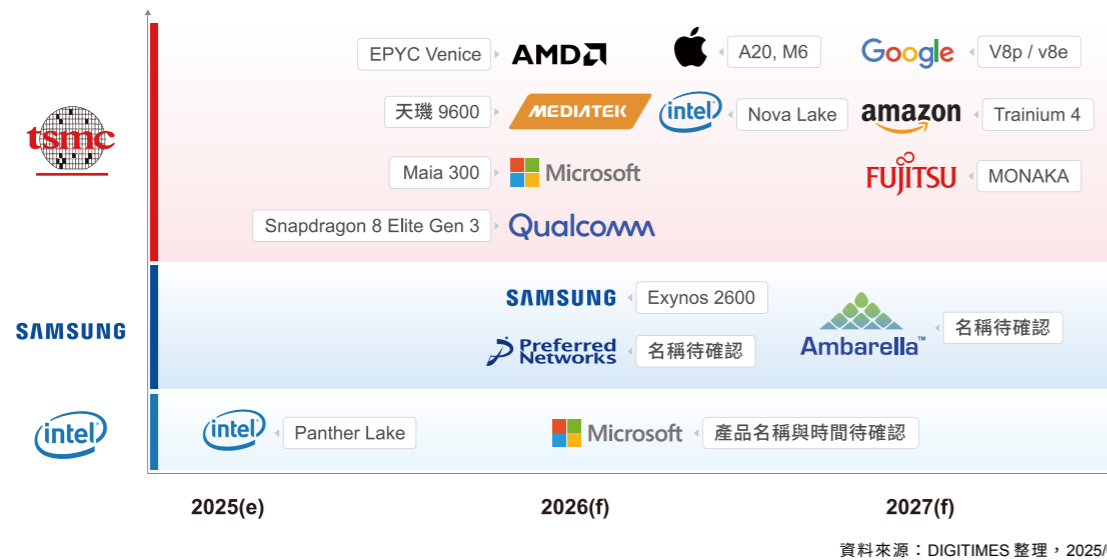 EPYC Venice
AMD
A20, M6
Google
V8p / v8e
天璣 9600
MEDIATEK
intel
Nova Lake
amazon
Trainium 4
tsmc
Maia 300
Microsoft
FUJITSU
MONAKA
Snapdragon 8 Elite Gen 3
Qualcomm
SAMSUNG
SAMSUNG
Exynos 2600
Preferred Networks
名稱待確認
Ambarella™
名稱待確認
intel
intel
Panther Lake
Microsoft
產品名稱與時間待確認
2025(e)
2026(f)
2027(f)
資料來源：DIGITIMES 整理，2025/